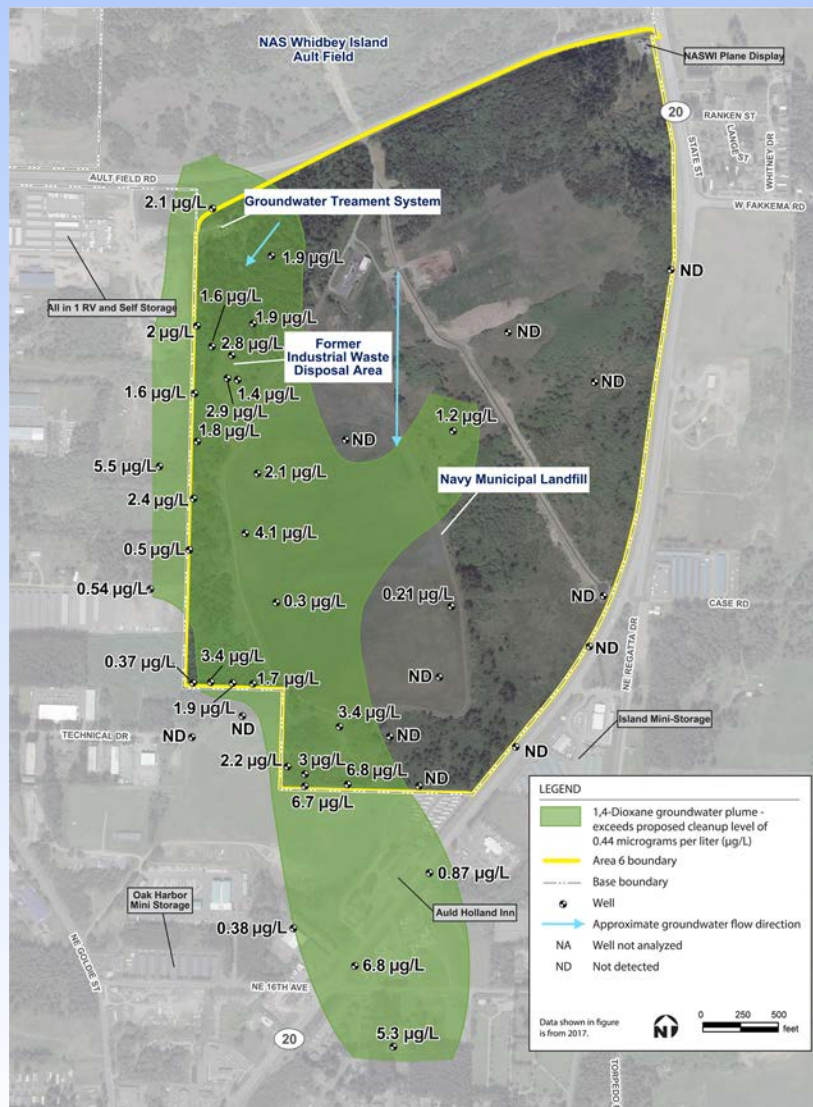 NAS Whidbey Island
Ault Field
NASWI Plane Display
20
RANKEN ST
LANGE ST
WHITNEY DR
STATE ST
AULT FIELD RD
W FAKKEMA RD
2.1 µg/L
Groundwater Treament System
1.9 µg/L
ND
All in 1 RV and Self Storage
1.6 µg/L
2 µg/L
1.9 µg/L
2.8 µg/L
Former
Industrial Waste
Disposal Area
ND
ND
1.6 µg/L
1.4 µg/L
2.9 µg/L
1.2 µg/L
1.8 µg/L
ND
5.5 µg/L
2.1 µg/L
Navy Municipal Landfill
2.4 µg/L
4.1 µg/L
0.5 µg/L
0.54 µg/L
0.3 µg/L
0.21 µg/L
ND
CASE RD
NE REGATTA DR
ND
0.37 µg/L
3.4 µg/L
1.7 µg/L
ND
1.9 µg/L
ND
3.4 µg/L
Island Mini-Storage
TECHNICAL DR
ND
ND
ND
2.2 µg/L
3 µg/L
6.8 µg/L
ND
6.7 µg/L
LEGEND
1,4-Dioxane groundwater plume -
exceeds proposed cleanup level of
0.44 micrograms per liter (µg/L)
Area 6 boundary
Base boundary
Well
Approximate groundwater flow direction
NA Well not analyzed
ND Not detected
Data shown in figure
is from 2017.
N
0 250 500
feet
0.87 µg/L
Oak Harbor
Mini Storage
Auld Holland Inn
0.38 µg/L
NE GOLDIE ST
6.8 µg/L
NE 16TH AVE
20
5.3 µg/L